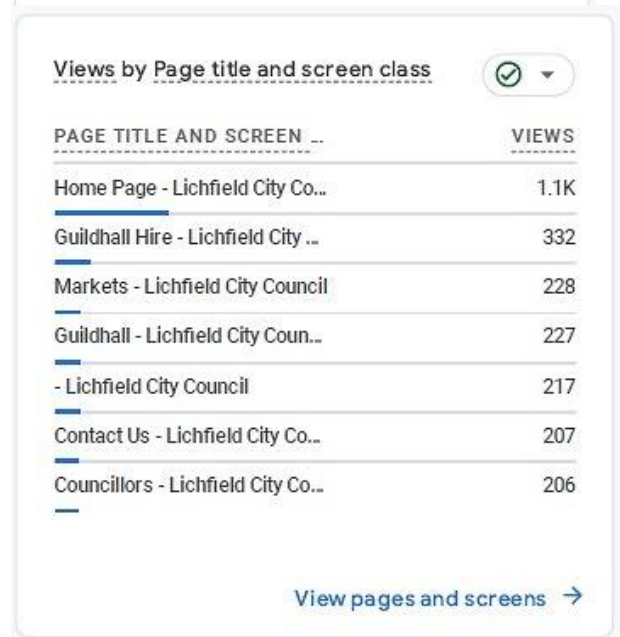 Views by Page title and screen class
PAGE TITLE AND SCREEN ... VIEWS
Home Page - Lichfield City Co... 1.1K
Guildhall Hire - Lichfield City ... 332
Markets - Lichfield City Council 228
Guildhall - Lichfield City Coun... 227
- Lichfield City Council 217
Contact Us - Lichfield City Co... 207
Councillors - Lichfield City Co... 206
View pages and screens →